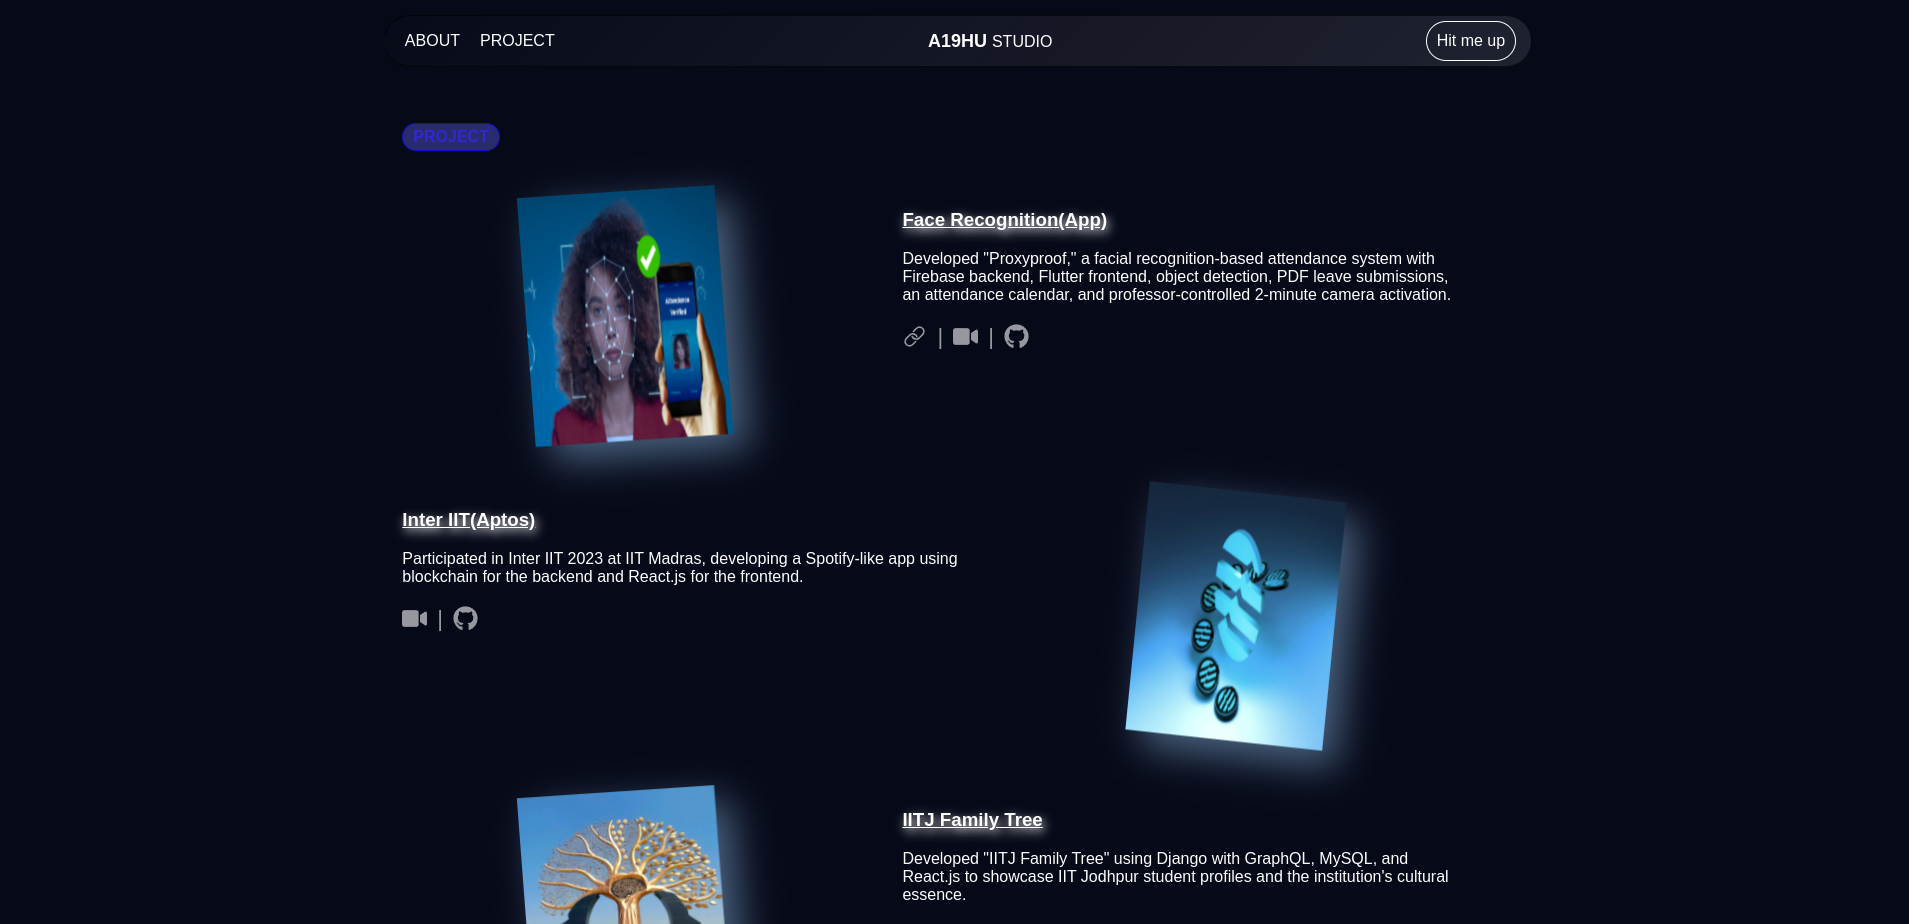 ABOUT PROJECT A19HU STUDIO Hit me up
PROJECT
Face Recognition(App)
Developed "Proxyproof," a facial recognition-based attendance system with
Firebase backend, Flutter frontend, object detection, PDF leave submissions,
an attendance calendar, and professor-controlled 2-minute camera activation.
| |
Attendance
Verified
Inter IIT(Aptos)
Participated in Inter IIT 2023 at IIT Madras, developing a Spotify-like app using
blockchain for the backend and React.js for the frontend.
|
IITJ Family Tree
Developed "IITJ Family Tree" using Django with GraphQL, MySQL, and
React.js to showcase IIT Jodhpur student profiles and the institution's cultural
essence.